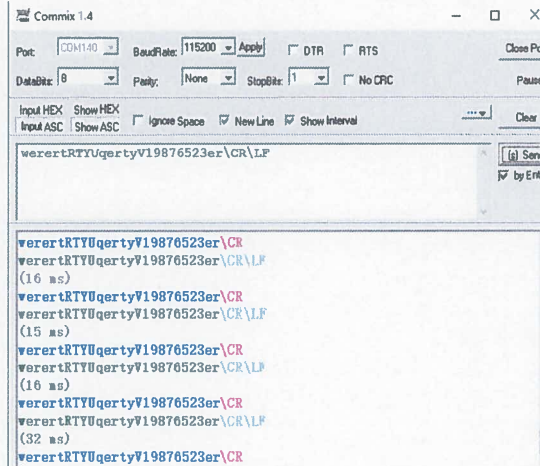 Commix 1.4
Port: COM140 BaudRate: 115200 Apply DTR RTS Close Po
DataBits: 8 Parity: None StopBits: 1 No CRC Paus
Input HEX Show HEX
Input ASC Show ASC Ignore Space New Line Show Interval Clear
werertRTYUqertyV19876523er\CR\LF
(s) Sen
by Ent
werertRTYUqertyV19876523er\CR
werertRTYUqertyV19876523er\CR\LF
(16 ms)
werertRTYUqertyV19876523er\CR
werertRTYUqertyV19876523er\CR\LF
(15 ms)
werertRTYUqertyV19876523er\CR
werertRTYUqertyV19876523er\CR\LF
(16 ms)
werertRTYUqertyV19876523er\CR
werertRTYUqertyV19876523er\CR\LF
(32 ms)
werertRTYUqertyV19876523er\CR